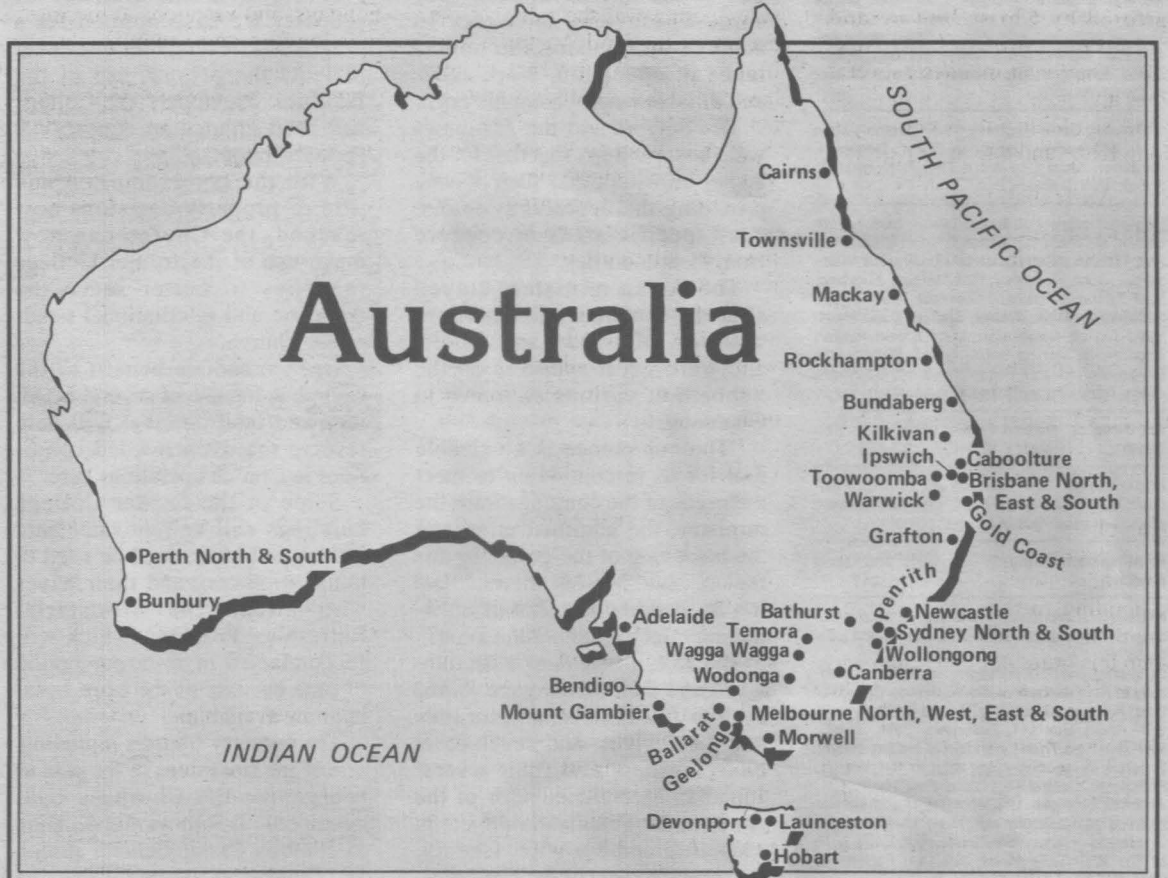 SOUTH PACIFIC OCEAN
Cairns
Townsville
Australia
Mackay
Rockhampton
Bundaberg
Kilkivan
Ipswich
Caboolture
Toowoomba
Brisbane North,
East & South
Warwick
Gold Coast
Grafton
Perth North & South
Penrith
Bunbury
Bathurst
Newcastle
Adelaide
Temora
Sydney North & South
Wagga Wagga
Wollongong
Wodonga
Canberra
Bendigo
Mount Gambier
Melbourne North, West, East & South
Ballarat
Geelong
Morwell
INDIAN OCEAN
Devonport
Launceston
Hobart